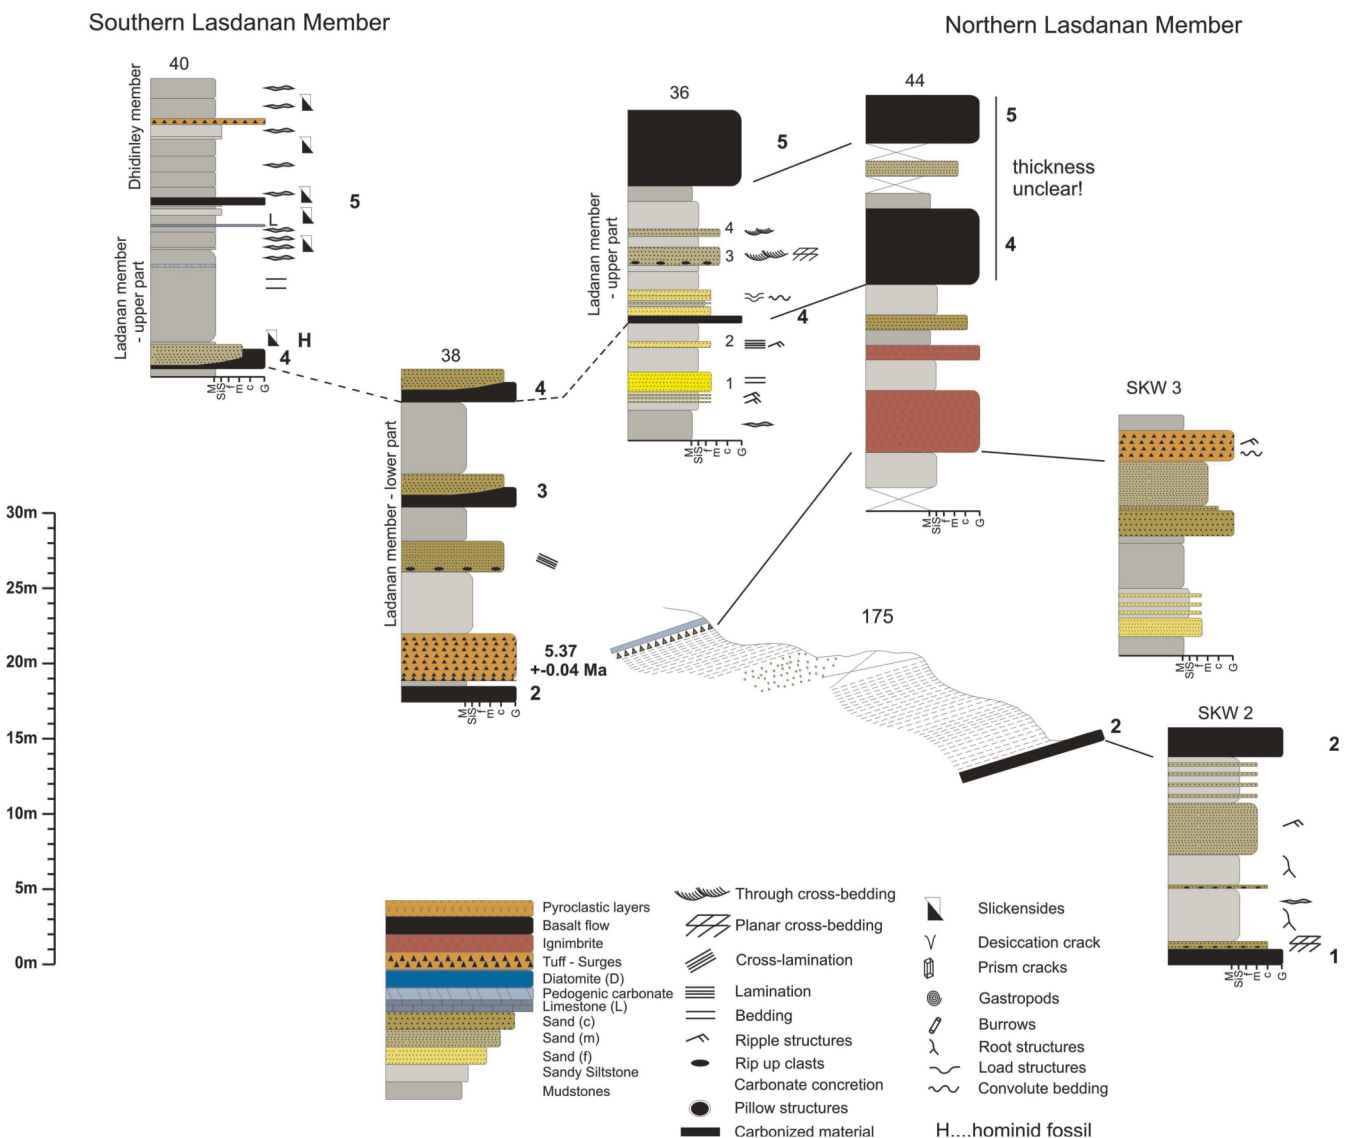 Southern Lasdanan Member
Northern Lasdanan Member
40
Dhidinley member
Ladanan member
- upper part
L
5
H
4
M
SiS
f
m
c
G
38
4
3
Ladanan member - lower part
5.37
+-0.04 Ma
2
M
SiS
f
m
c
G
36
5
Ladanan member
- upper part
4
3
4
2
1
M
SiS
f
m
c
G
44
5
thickness
unclear!
4
M
SiS
f
m
c
G
SKW 3
M
SiS
f
m
c
G
175
2
SKW 2
2
1
M
SiS
f
m
c
G
30m
25m
20m
15m
10m
5m
0m
Pyroclastic layers
Basalt flow
Ignimbrite
Tuff - Surges
Diatomite (D)
Pedogenic carbonate
Limestone (L)
Sand (c)
Sand (m)
Sand (f)
Sandy Siltstone
Mudstones
Through cross-bedding
Planar cross-bedding
Cross-lamination
Lamination
Bedding
Ripple structures
Rip up clasts
Carbonate concretion
Pillow structures
Carbonized material
Slickensides
Desiccation crack
Prism cracks
Gastropods
Burrows
Root structures
Load structures
Convolute bedding
H....hominid fossil